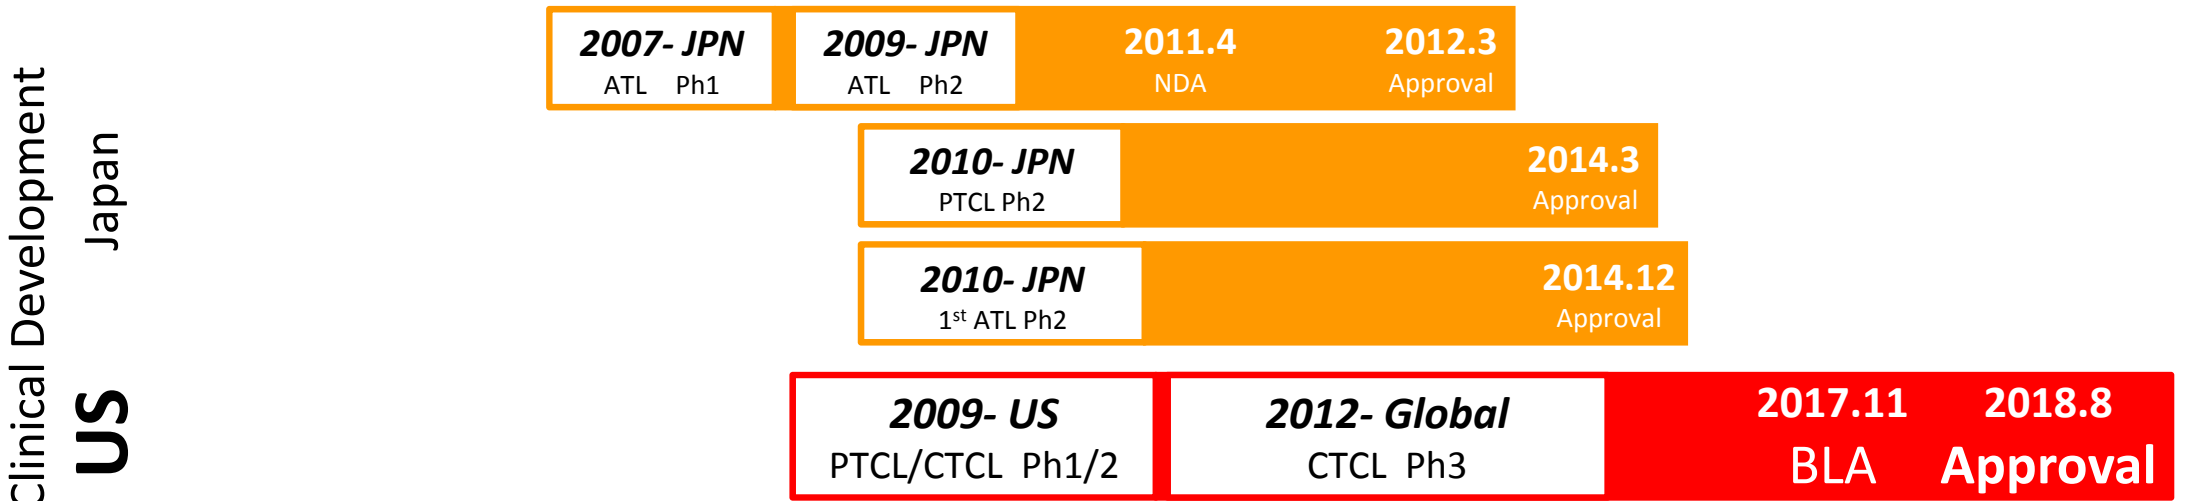 Clinical Development
Japan
2007- JPN
ATL Ph1
2009- JPN
ATL Ph2
2011.4
NDA
2012.3
Approval
2010- JPN
PTCL Ph2
2014.3
Approval
2010- JPN
1st ATL Ph2
2014.12
Approval
US
2009- US
PTCL/CTCL Ph1/2
2012- Global
CTCL Ph3
2017.11
BLA
2018.8
Approval